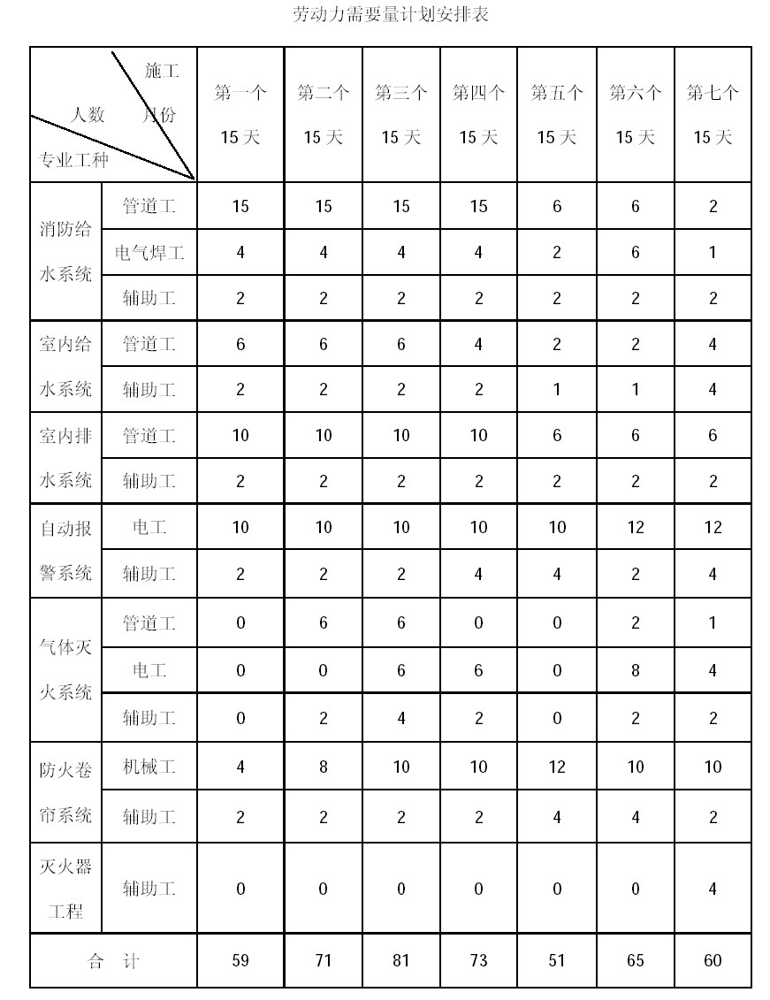 劳动力需要量计划安排表
施工
人数 月份
专业工种
第一个 第二个 第三个 第四个 第五个 第六个 第七个
15天 15天 15天 15天 15天 15天 15天
消防给
水系统
管道工 15 15 15 15 6 6 2
电气焊工 4 4 4 4 2 6 1
辅助工 2 2 2 2 2 2 2
室内给
水系统
管道工 6 6 6 4 2 2 4
辅助工 2 2 2 2 1 1 4
室内排
水系统
管道工 10 10 10 10 6 6 6
辅助工 2 2 2 2 2 2 2
自动报
警系统
电工 10 10 10 10 10 12 12
辅助工 2 2 2 4 4 2 4
气体灭
火系统
管道工 0 6 6 0 0 2 1
电工 0 0 6 6 0 8 4
辅助工 0 2 4 2 0 2 2
防火卷
帘系统
机械工 4 8 10 10 12 10 10
辅助工 2 2 2 2 4 4 2
灭火器
工程
辅助工 0 0 0 0 0 0 4
合 计 59 71 81 73 51 65 60